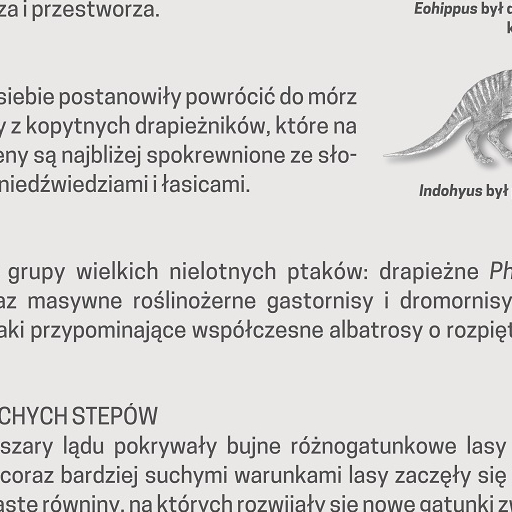 za i przestworza.
Eohippus był
siebie postanowiły powrócić do mórz
y z kopytnych drapieżników, które na
eny są najbliżej spokrewnione ze sło-
niedźwiedziami i łasicami.
Indohyus był
grupy wielkich nielotnych ptaków: drapieżne Ph
az masywne roślinożerne gastornisy i dromornisy
aki przypominające współczesne albatrosy o rozpięt
CHYCH STEPÓW
szary lądu pokrywały bujne różnogatunkowe lasy
coraz bardziej suchymi warunkami lasy zaczęły się
aste równiny, na których rozwijały się nowe gatunki zw